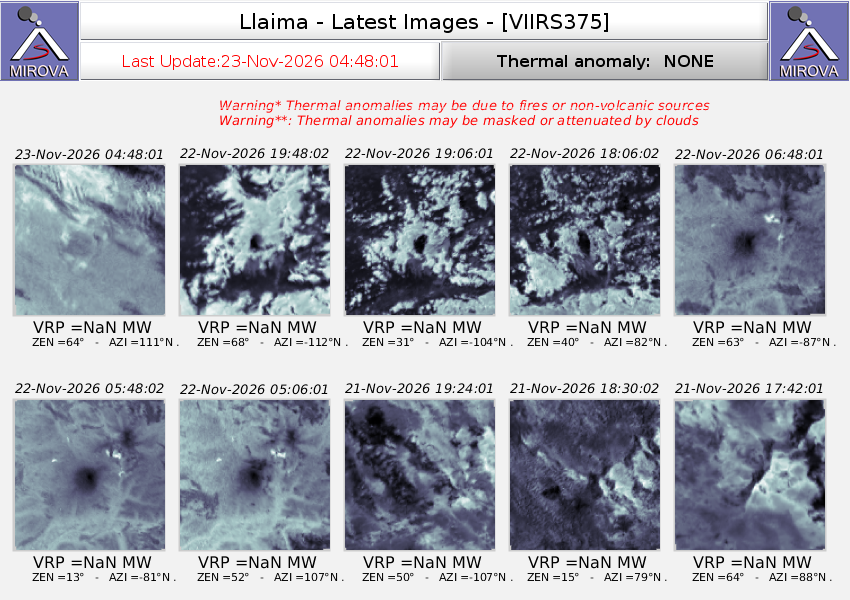 Llaima - Latest Images - [VIIRS375]
MIROVA
Last Update:23-Nov-2026 04:48:01
Thermal anomaly: NONE
MIROVA
Warning* Thermal anomalies may be due to fires or non-volcanic sources
Warning**: Thermal anomalies may be masked or attenuated by clouds
23-Nov-2026 04:48:01
22-Nov-2026 19:48:02
22-Nov-2026 19:06:01
22-Nov-2026 18:06:02
22-Nov-2026 06:48:01
VRP =NaN MW
VRP =NaN MW
VRP =NaN MW
VRP =NaN MW
VRP =NaN MW
ZEN =64° - AZI =111°N .
ZEN =68° - AZI =-112°N .
ZEN =31° - AZI =-104°N .
ZEN =40° - AZI =82°N .
ZEN =63° - AZI =-87°N .
22-Nov-2026 05:48:02
22-Nov-2026 05:06:01
21-Nov-2026 19:24:01
21-Nov-2026 18:30:02
21-Nov-2026 17:42:01
VRP =NaN MW
VRP =NaN MW
VRP =NaN MW
VRP =NaN MW
VRP =NaN MW
ZEN =13° - AZI =-81°N .
ZEN =52° - AZI =107°N .
ZEN =50° - AZI =-107°N .
ZEN =15° - AZI =79°N .
ZEN =64° - AZI =88°N .